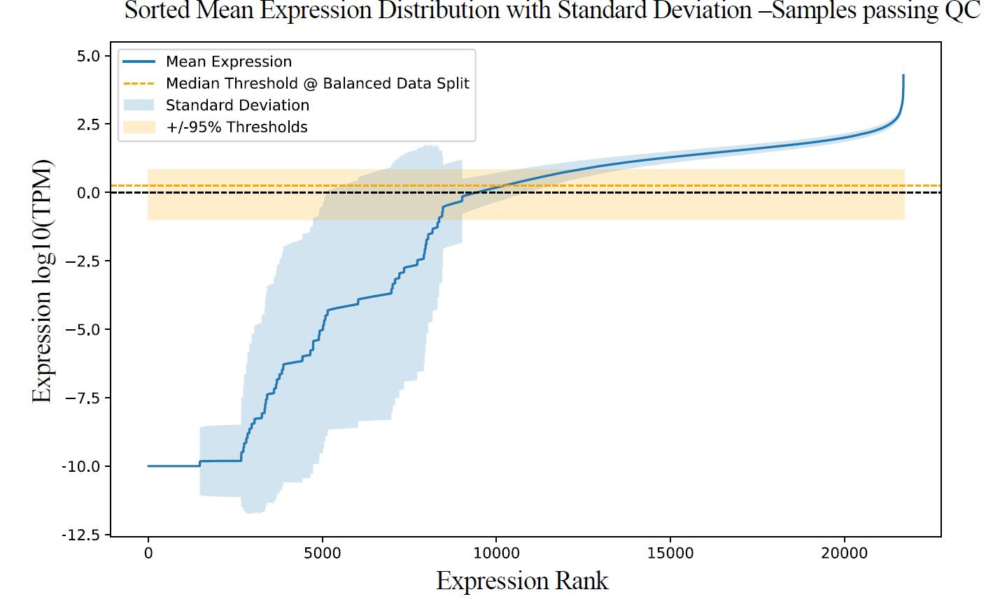 Sorted Mean Expression Distribution with Standard Deviation –Samples passing QC
5.0
2.5
0.0
−2.5
−5.0
−7.5
-10.0
-12.5
Expression log10(TPM)
Mean Expression
Median Threshold @ Balanced Data Split
Standard Deviation
+/-95% Thresholds
0
5000
10000
15000
20000
Expression Rank